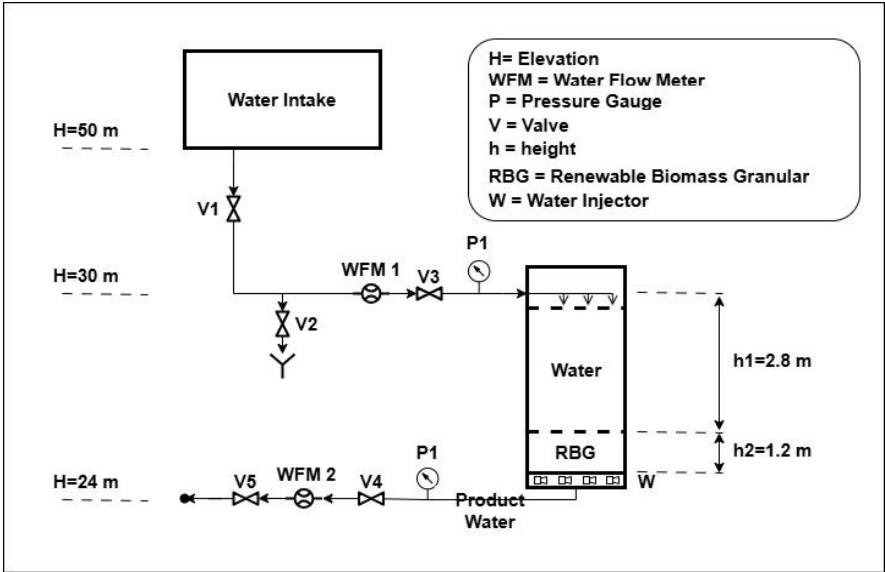 H= Elevation
WFM = Water Flow Meter
P = Pressure Gauge
V = Valve
h = height
RBG = Renewable Biomass Granular
W = Water Injector
Water Intake
H=50 m
V1
P1
H=30 m
WFM 1
V3
V2
Water
h1=2.8 m
RBG
h2=1.2 m
P1
H=24 m
V5
WFM 2
V4
W
Product
Water